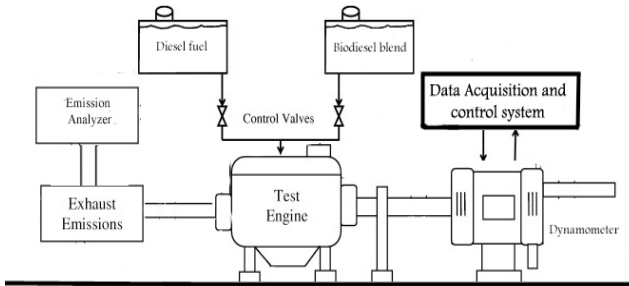 Diesel fuel
Biodiesel blend
Emission
Analyzer
Control Valves
Data Acquisition and
control system
Exhaust
Emissions
Test
Engine
Dynamometer